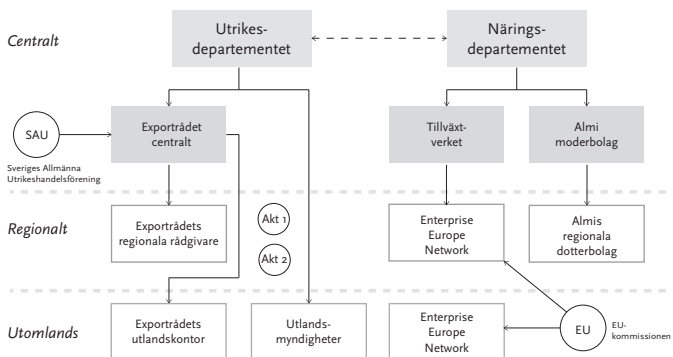 Centralt
Utrikes-
departementet
Närings-
departementet
SAU
Sveriges Allmänna
Utrikeshandelsförening
Exportrådet
centralt
Tillväxt-
verket
Almi
moderbolag
Regionalt
Exportrådets
regionala rådgivare
Akt 1
Akt 2
Enterprise
Europe
Network
Almis
regionala
dotterbolag
Utomlands
Exportrådets
utlandskontor
Utlands-
myndigheter
Enterprise
Europe
Network
EU
EU-
kommissionen